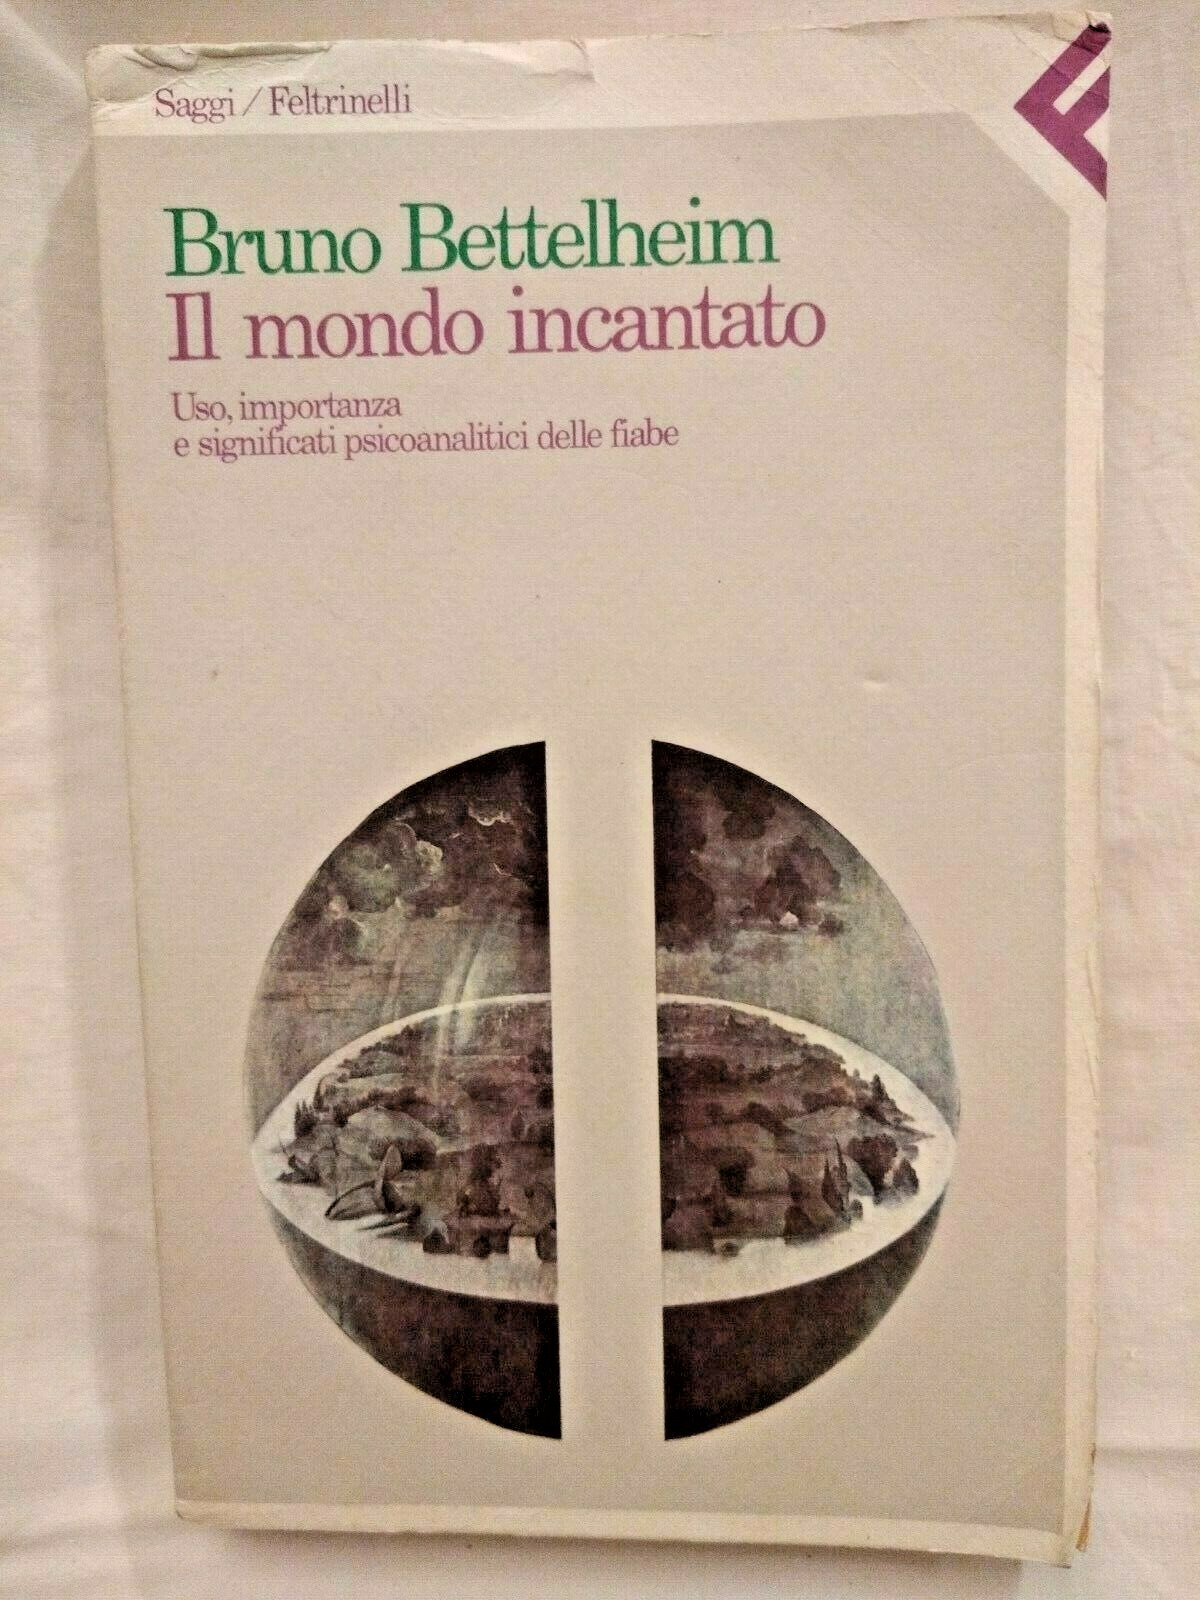 Saggi / Feltrinelli
Bruno Bettelheim
Il mondo incantato
Uso, importanza
e significati psicoanalitici delle fiabe